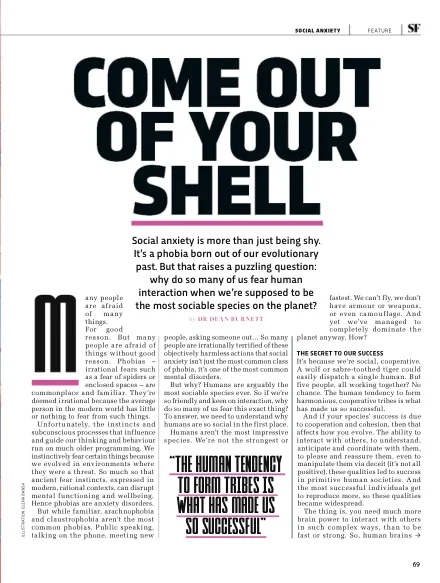 SOCIAL ANXIETY
FEATURE
SF
COME OUT
OF YOUR
SHELL
Social anxiety is more than just being shy.
It's a phobia born out of our evolutionary
past. But that raises a puzzling question:
why do so many of us fear human
interaction when we're supposed to be
the most sociable species on the planet?
by DR DEAN BURNETT
Many people
are afraid
of many
things.
For good
reason. But many
people are afraid of
things without good
reason. Phobias –
irrational fears such
as a fear of spiders or
enclosed spaces – are
commonplace and familiar. They're
deemed irrational because the average
person in the modern world has little
or nothing to fear from such things.
Unfortunately, the instincts and
subconscious processes that influence
and guide our thinking and behaviour
run on much older programming. We
instinctively fear certain things because
we evolved in environments where
they were a threat. So much so that
ancient fear instincts, expressed in
modern, rational contexts, can disrupt
mental functioning and wellbeing.
Hence phobias are anxiety disorders.
But while familiar, arachnophobia
and claustrophobia aren't the most
common phobias. Public speaking,
talking on the phone, meeting new
people, asking someone out... So many
people are irrationally terrified of these
objectively harmless actions that social
anxiety isn't just the most common class
of phobia, it's one of the most common
mental disorders.
But why? Humans are arguably the
most sociable species ever. So if we're
so friendly and keen on interaction, why
do so many of us fear this exact thing?
To answer, we need to understand why
humans are so social in the first place.
Humans aren't the most impressive
species. We're not the strongest or
"THE HUMAN TENDENCY
TO FORM TRIBES IS
WHAT HAS MADE US
SO SUCCESSFUL"
fastest. We can't fly, we don't
have armour or weapons,
or even camouflage. And
yet we've managed to
completely dominate the
planet anyway. How?
THE SECRET TO OUR SUCCESS
It's because we're social, cooperative.
A wolf or sabre-toothed tiger could
easily dispatch a single human. But
five people, all working together? No
chance. The human tendency to form
harmonious, cooperative tribes is what
has made us so successful.
And if your species' success is due
to cooperation and cohesion, then that
affects how you evolve. The ability to
interact with others, to understand,
anticipate and coordinate with them,
to please and reassure them, even to
manipulate them via deceit (it's not all
positive), these qualities led to success
in primitive human societies. And
the most successful individuals get
to reproduce more, so these qualities
became widespread.
The thing is, you need much more
brain power to interact with others
in such complex ways, than to be
fast or strong. So, human brains →
69